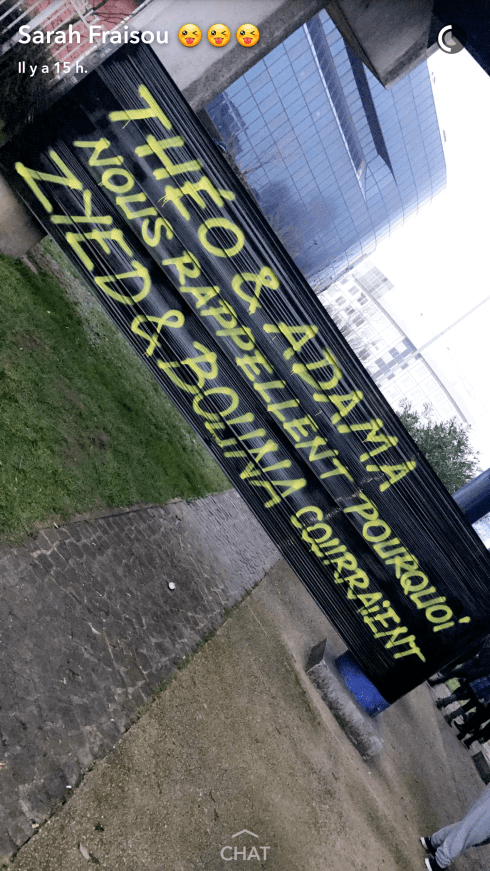 Sarah Fraisou 😜😜😜
Il y a 15 h.
THÉO & ADAMA
NOUS RAPPELLENT POURQUOI
ZYED & BOUNA COURRAIENT
CHAT